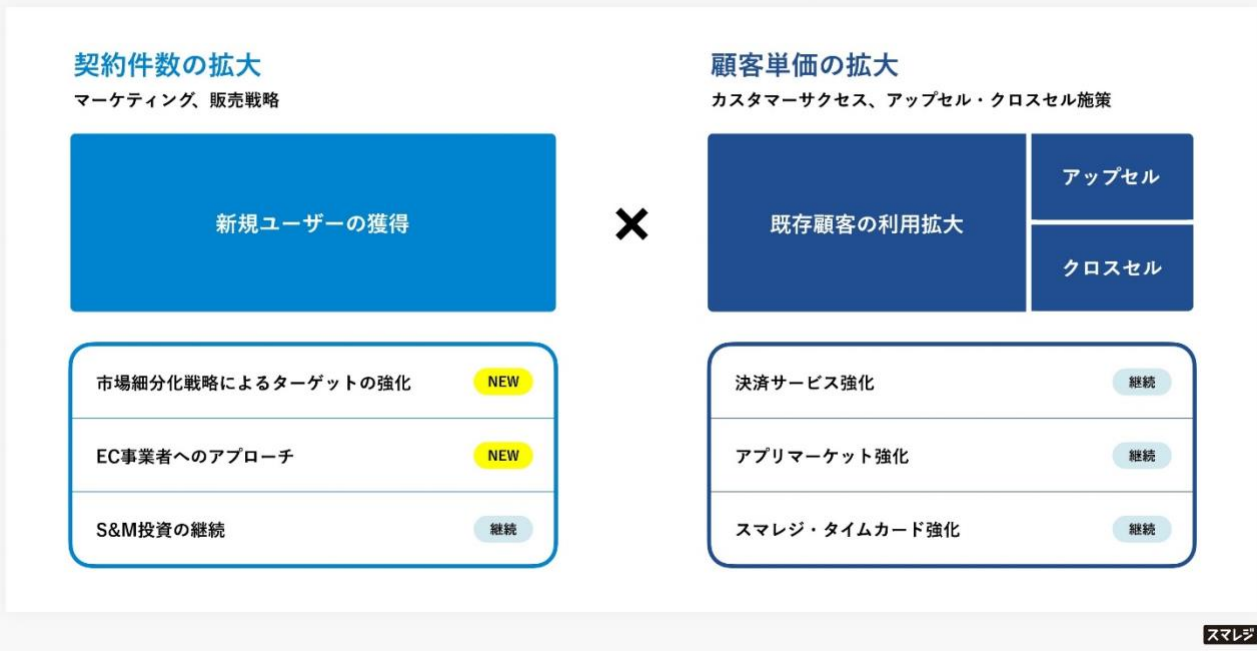 契約件数の拡大
マーケティング、販売戦略
新規ユーザーの獲得
市場細分化戦略によるターゲットの強化 NEW
EC事業者へのアプローチ NEW
S&M投資の継続 継続
×
顧客単価の拡大
カスタマーサクセス、アップセル・クロスセル施策
既存顧客の利用拡大
アップセル
クロスセル
決済サービス強化 継続
アプリマーケット強化 継続
スマレジ・タイムカード強化 継続
スマレジ